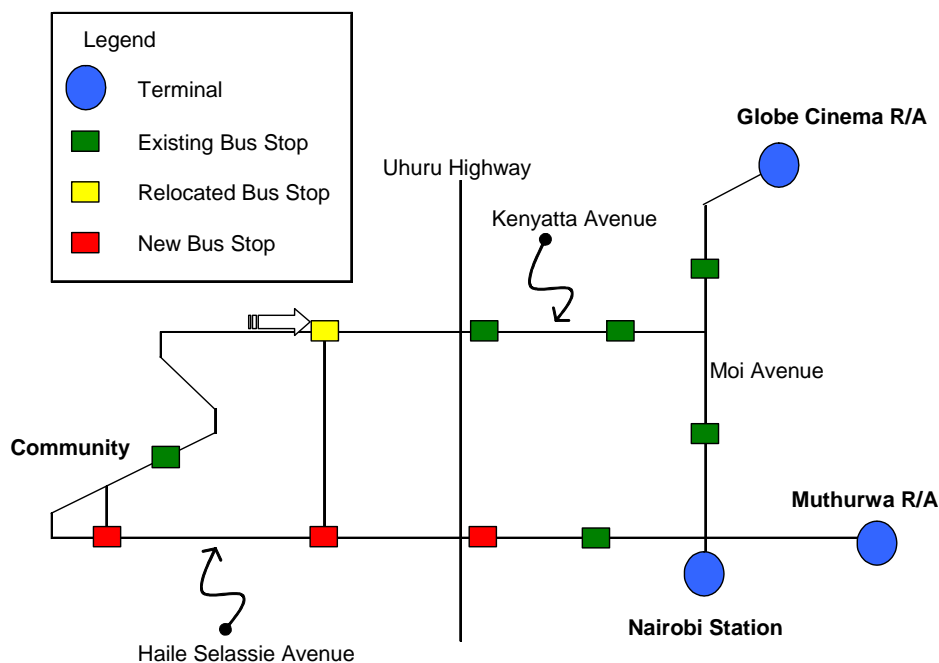 Legend
Terminal
Existing Bus Stop
Relocated Bus Stop
New Bus Stop
Globe Cinema R/A
Uhuru Highway
Kenyatta Avenue
Moi Avenue
Community
Muthurwa R/A
Nairobi Station
Haile Selassie Avenue